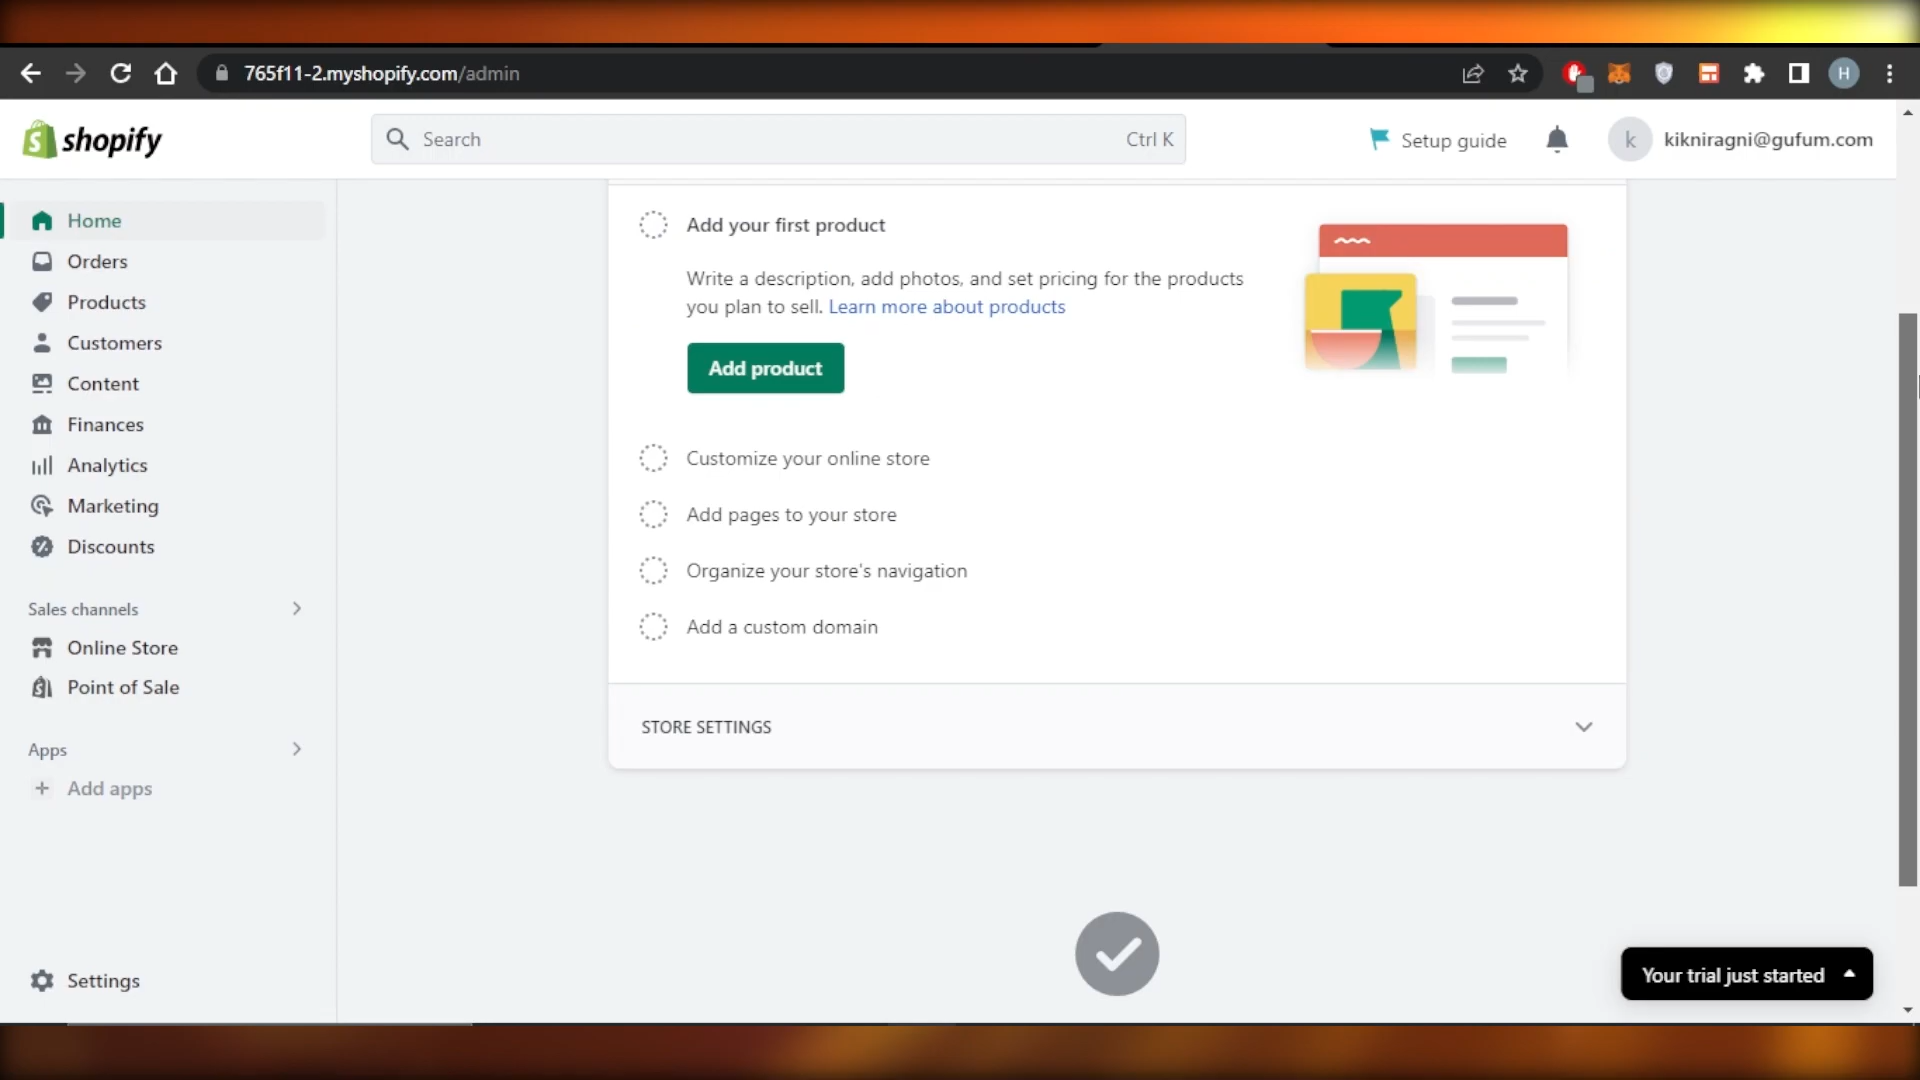 765f11-2.myshopify.com/admin
H
shopify
Search
Ctrl K
Setup guide
k
kikniragni@gufum.com
Home
Orders
Products
Customers
Content
Finances
Analytics
Marketing
Discounts
Sales channels
Online Store
Point of Sale
Apps
Add apps
Settings
Add your first product
Write a description, add photos, and set pricing for the products
you plan to sell. Learn more about products
Add product
Customize your online store
Add pages to your store
Organize your store's navigation
Add a custom domain
STORE SETTINGS
Your trial just started